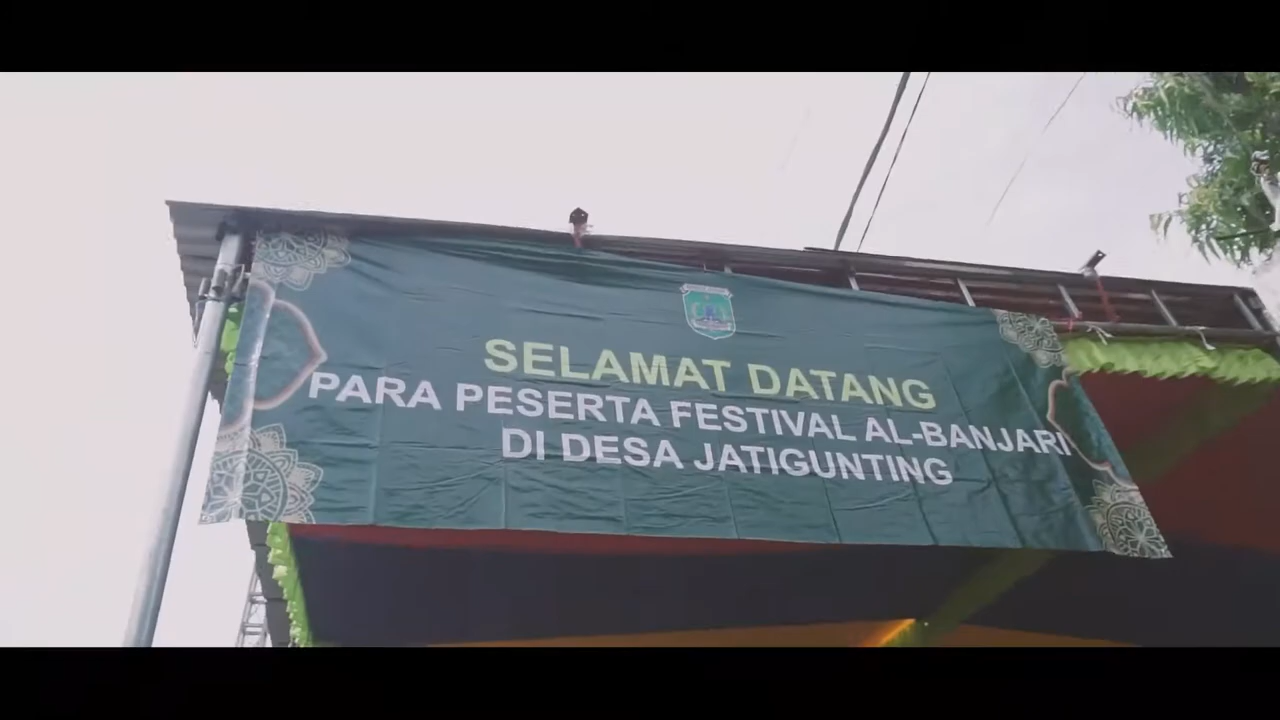 SELAMAT DATANG
PARA PESERTA FESTIVAL AL-BANJARI
DI DESA JATIGUNTING